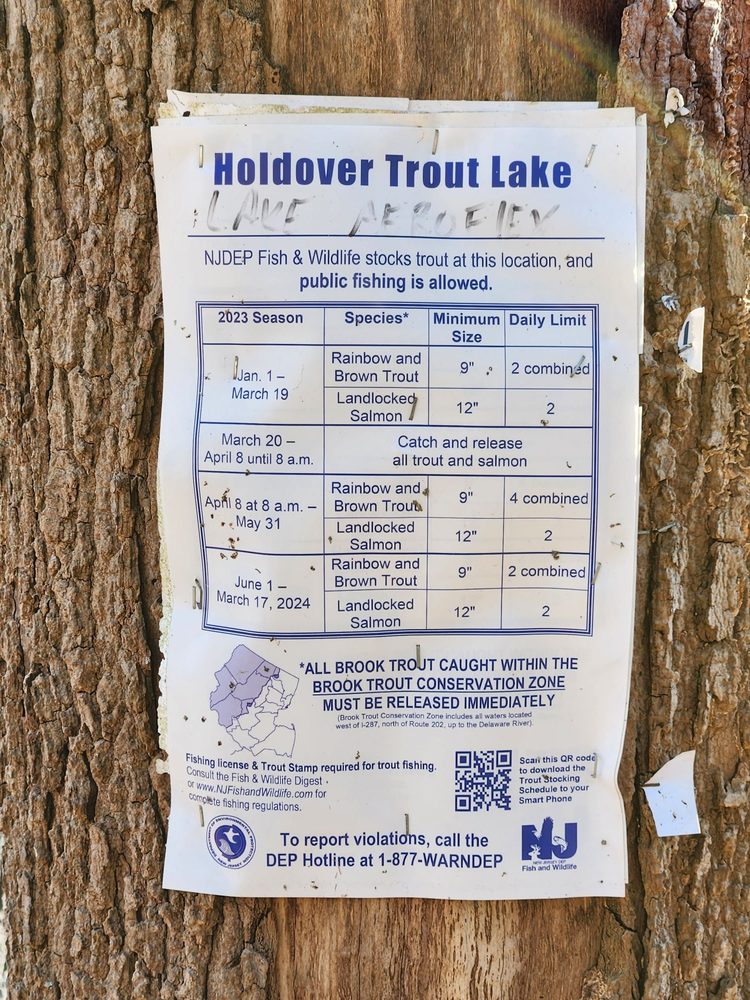 Holdover Trout Lake
LAKE AEROFLEX
NJDEP Fish & Wildlife stocks trout at this location, and
public fishing is allowed.
2023 Season Species* Minimum Size Daily Limit
Jan. 1 – March 19
Rainbow and Brown Trout 9" 2 combined
Landlocked Salmon 12" 2
March 20 – April 8 until 8 a.m.
Catch and release all trout and salmon
April 8 at 8 a.m. – May 31
Rainbow and Brown Trout 9" 4 combined
Landlocked Salmon 12" 2
June 1 – March 17, 2024
Rainbow and Brown Trout 9" 2 combined
Landlocked Salmon 12" 2
*ALL BROOK TROUT CAUGHT WITHIN THE
BROOK TROUT CONSERVATION ZONE
MUST BE RELEASED IMMEDIATELY
(Brook Trout Conservation Zone includes all waters located
west of I-287, north of Route 202, up to the Delaware River)
Fishing license & Trout Stamp required for trout fishing.
Consult the Fish & Wildlife Digest
or www.NJFishandWildlife.com for
complete fishing regulations.
Scan this QR code
to download the
Trout Stocking
Schedule to your
Smart Phone
To report violations, call the
DEP Hotline at 1-877-WARNDEP
NJ
NEW JERSEY DEP
Fish and Wildlife